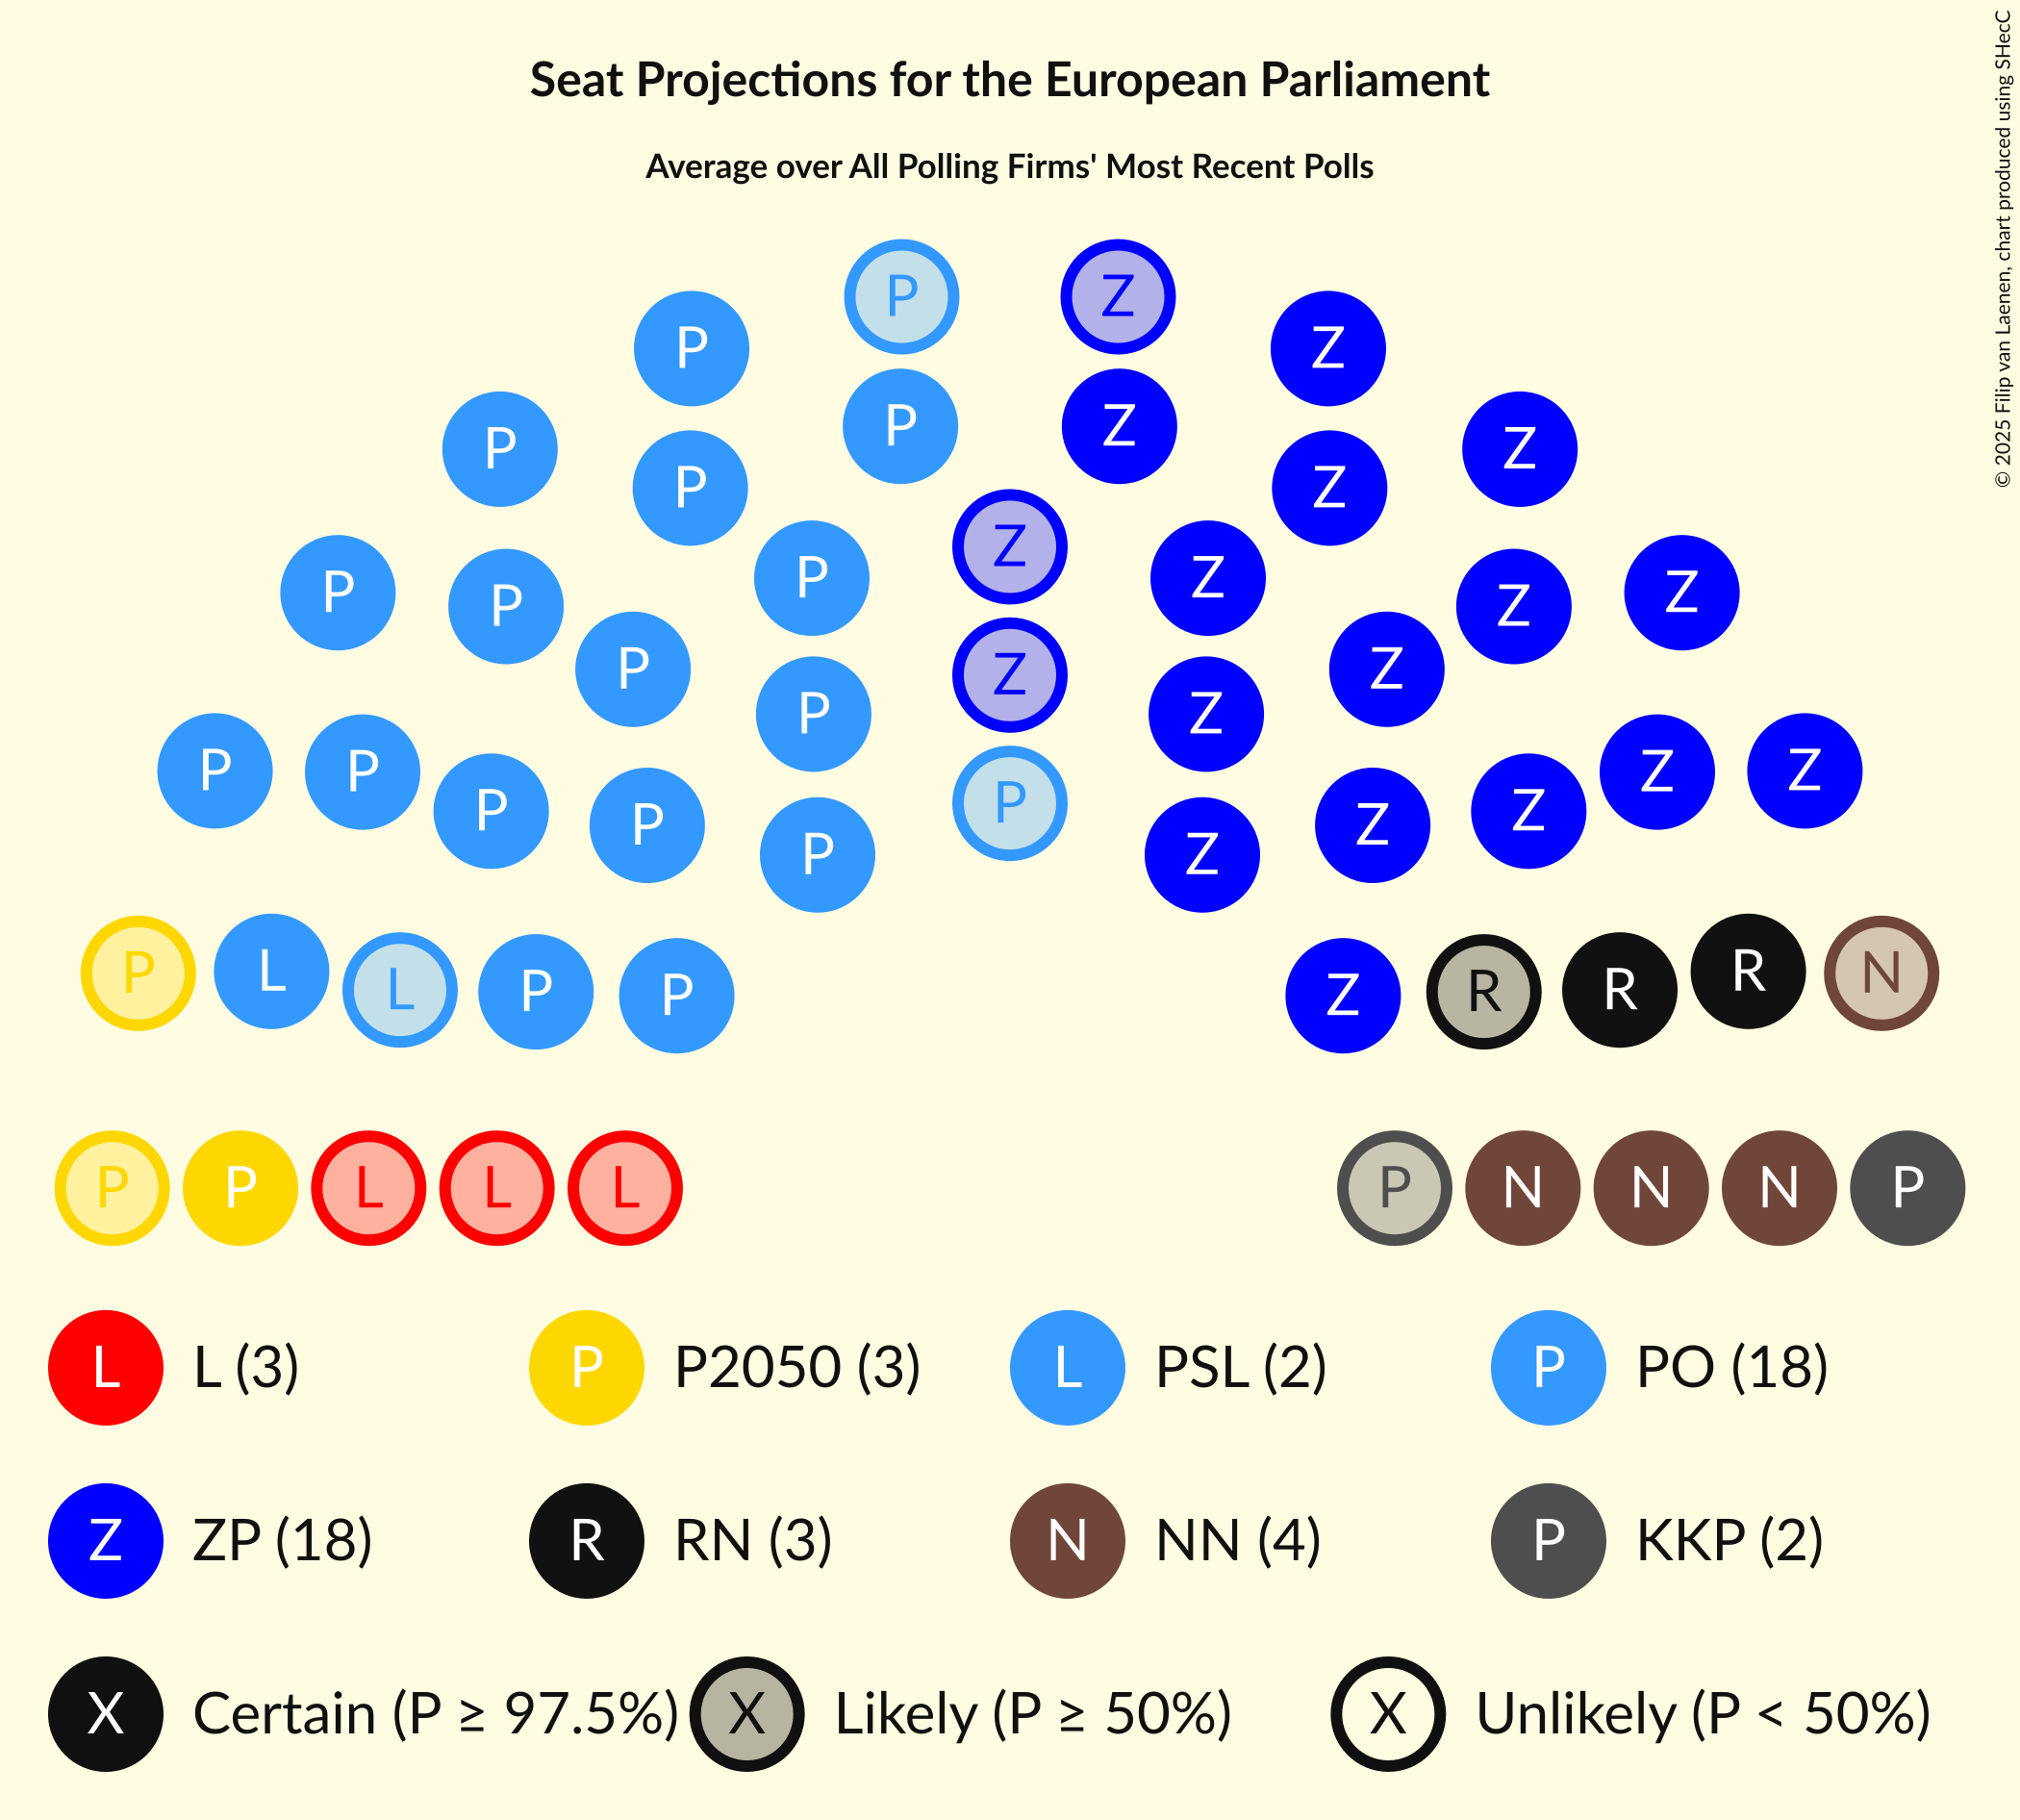 Seat Projections for the European Parliament
Average over All Polling Firms' Most Recent Polls
© 2025 Filip van Laenen, chart produced using SHecC
P Z
P Z
P Z
P Z
P Z
Z
P Z
P Z
P Z
P Z
Z
P Z
P Z
P P Z Z
P
P Z
P Z
P Z
P L L P P Z R R R N
P P L L L P N N N P
L L (3) P P2050 (3) L PSL (2) P PO (18)
Z ZP (18) R RN (3) N NN (4) P KKP (2)
X Certain (P ≥ 97.5%) X Likely (P ≥ 50%) X Unlikely (P < 50%)